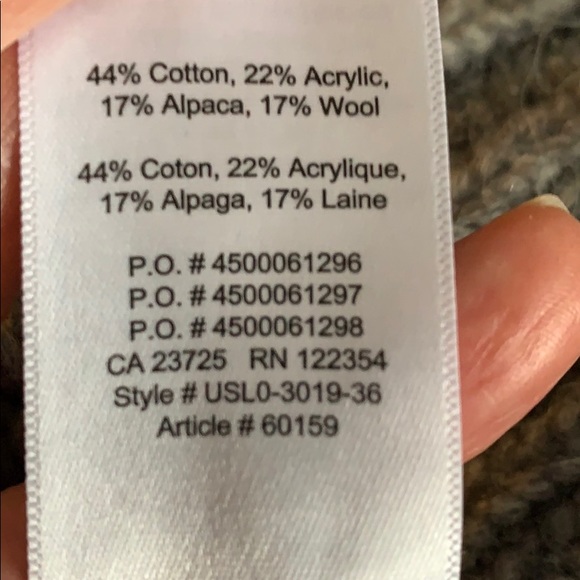 44% Cotton, 22% Acrylic,
17% Alpaca, 17% Wool
44% Coton, 22% Acrylique,
17% Alpaga, 17% Laine
P.O. # 4500061296
P.O. # 4500061297
P.O. # 4500061298
CA 23725 RN 122354
Style # USL0-3019-36
Article # 60159